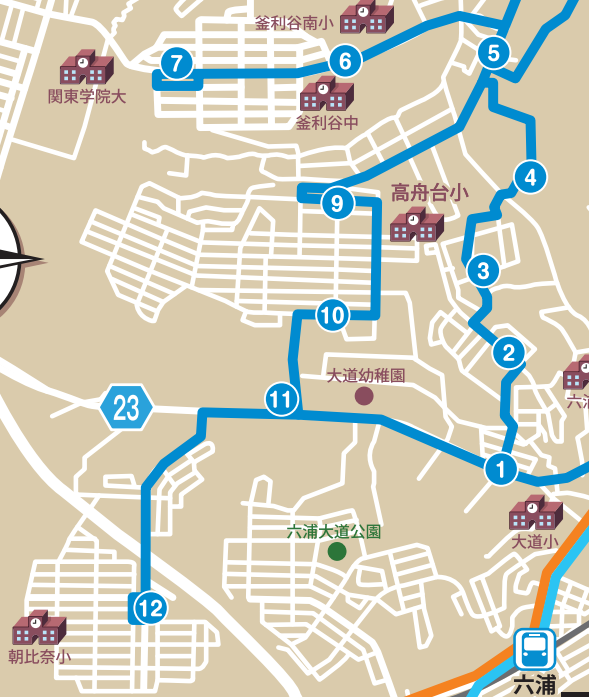 釜利谷南小
7
6
5
関東学院大
釜利谷中
4
高舟台小
9
3
10
2
大道幼稚園
11
23
六
1
大道小
六浦大道公園
12
朝比奈小
六浦